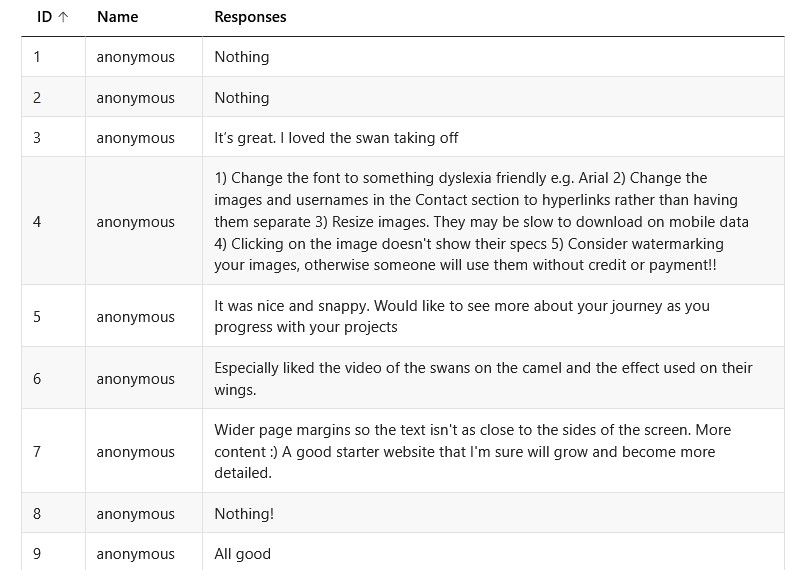 ID ↑ Name Responses
1 anonymous Nothing
2 anonymous Nothing
3 anonymous It's great. I loved the swan taking off
1) Change the font to something dyslexia friendly e.g. Arial 2) Change the
images and usernames in the Contact section to hyperlinks rather than having
4 anonymous them separate 3) Resize images. They may be slow to download on mobile data
4) Clicking on the image doesn't show their specs 5) Consider watermarking
your images, otherwise someone will use them without credit or payment!!
5 anonymous It was nice and snappy. Would like to see more about your journey as you
progress with your projects
6 anonymous Especially liked the video of the swans on the camel and the effect used on their
wings.
Wider page margins so the text isn't as close to the sides of the screen. More
7 anonymous content :) A good starter website that I'm sure will grow and become more
detailed.
8 anonymous Nothing!
9 anonymous All good